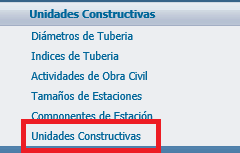 Unidades Constructivas
Diámetros de Tuberia
Indices de Tuberia
Actividades de Obra Civil
Tamaños de Estaciones
Componentes de Estación
Unidades Constructivas